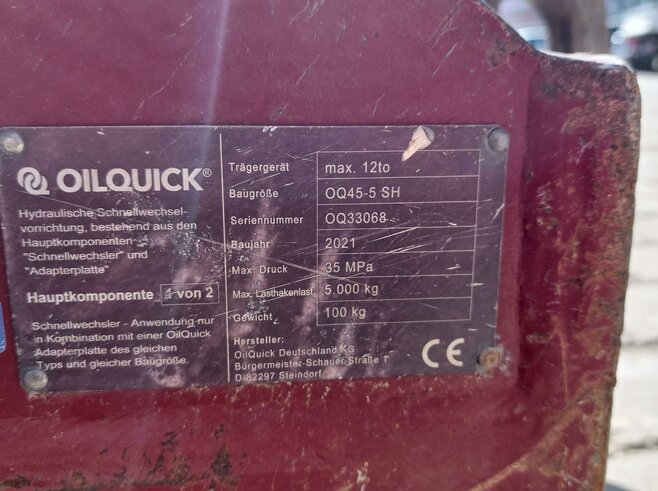 OILQUICK®
Hydraulische Schnellwechsel-
vorrichtung, bestehend aus den
Hauptkomponenten
"Schnellwechsler" und
"Adapterplatte"
Hauptkomponente 1 von 2
Schnellwechsler - Anwendung nur
in Kombination mit einer OilQuick
Adapterplatte des gleichen
Typs und gleicher Baugröße.
Trägergerät max. 12to
Baugröße OQ45-5 SH
Seriennummer OQ33068
Baujahr 2021
Max. Druck 35 MPa
Max. Lasthakenlast 5.000 kg
Gewicht 100 kg
Hersteller:
OilQuick Deutschland KG
Bürgermeister-Schauer-Straße 1
D-82297 Steindorf
CE